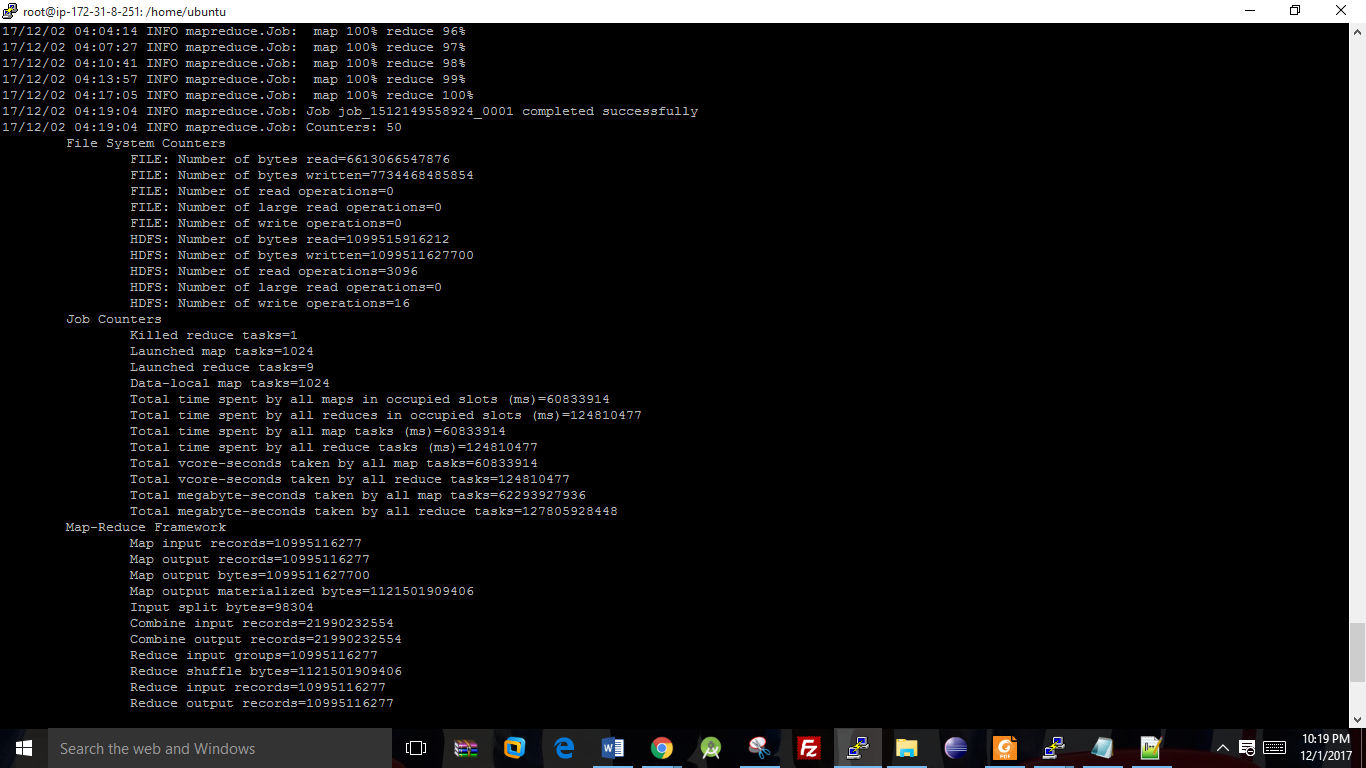 root@ip-172-31-8-251: /home/ubuntu
17/12/02 04:04:14 INFO mapreduce.Job:  map 100% reduce 96%
17/12/02 04:07:27 INFO mapreduce.Job:  map 100% reduce 97%
17/12/02 04:10:41 INFO mapreduce.Job:  map 100% reduce 98%
17/12/02 04:13:57 INFO mapreduce.Job:  map 100% reduce 99%
17/12/02 04:17:05 INFO mapreduce.Job:  map 100% reduce 100%
17/12/02 04:19:04 INFO mapreduce.Job: Job job_1512149558924_0001 completed successfully
17/12/02 04:19:04 INFO mapreduce.Job: Counters: 50
File System Counters
FILE: Number of bytes read=6613066547876
FILE: Number of bytes written=7734468485854
FILE: Number of read operations=0
FILE: Number of large read operations=0
FILE: Number of write operations=0
HDFS: Number of bytes read=1099515916212
HDFS: Number of bytes written=1099511627700
HDFS: Number of read operations=3096
HDFS: Number of large read operations=0
HDFS: Number of write operations=16
Job Counters
Killed reduce tasks=1
Launched map tasks=1024
Launched reduce tasks=9
Data-local map tasks=1024
Total time spent by all maps in occupied slots (ms)=60833914
Total time spent by all reduces in occupied slots (ms)=124810477
Total time spent by all map tasks (ms)=60833914
Total time spent by all reduce tasks (ms)=124810477
Total vcore-seconds taken by all map tasks=60833914
Total vcore-seconds taken by all reduce tasks=124810477
Total megabyte-seconds taken by all map tasks=62293927936
Total megabyte-seconds taken by all reduce tasks=127805928448
Map-Reduce Framework
Map input records=10995116277
Map output records=10995116277
Map output bytes=1099511627700
Map output materialized bytes=1121501909406
Input split bytes=98304
Combine input records=21990232554
Combine output records=21990232554
Reduce input groups=10995116277
Reduce shuffle bytes=1121501909406
Reduce input records=10995116277
Reduce output records=10995116277
Search the web and Windows
10:19 PM
12/1/2017